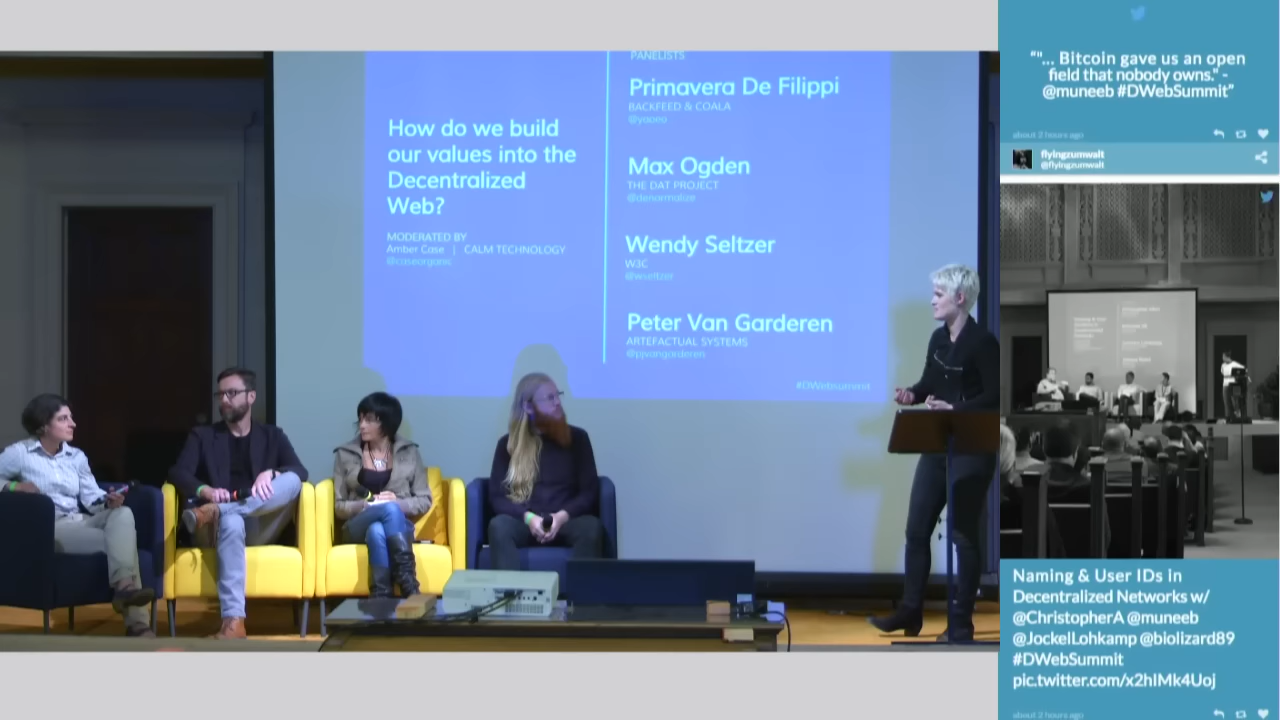 How do we build
our values into the
Decentralized
Web?
MODERATED BY
Amber Case | CALM TECHNOLOGY
@caseorganic
PANELISTS
Primavera De Filippi
BACKFEED & COALA
@yaoeo
Max Ogden
THE DAT PROJECT
@denormalize
Wendy Seltzer
W3C
@wseltzer
Peter Van Garderen
ARTEFACTUAL SYSTEMS
@pjvangarderen
#DWebsummit
“"... Bitcoin gave us an open
field that nobody owns." -
@muneeb #DWebSummit”
about 2 hours ago
flyingzumwalt
@flyingzumwalt
Naming & User IDs in
Decentralized Networks w/
@ChristopherA @muneeb
@JockelLohkamp @biolizard89
#DWebSummit
pic.twitter.com/x2hIMk4Uoj
about 2 hours ago